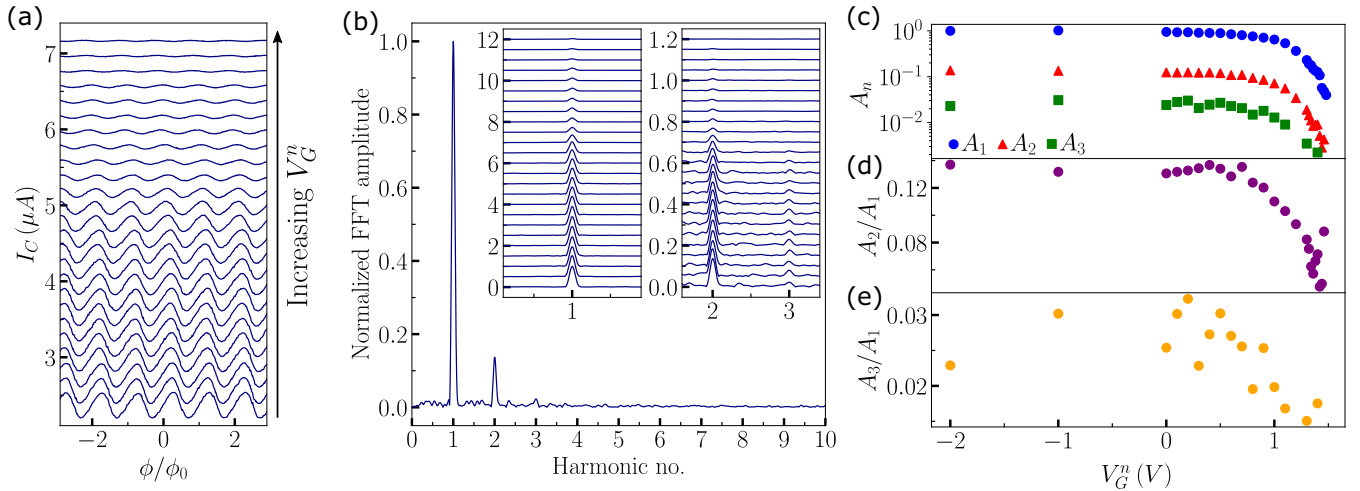 (a)
7
6
5
4
3
I_C (μA)
−2 0 2
ϕ/ϕ_0
Increasing V_G^n
(b)
1.0
0.8
0.6
0.4
0.2
0.0
Normalized FFT amplitude
0 1 2 3 4 5 6 7 8 9 10
Harmonic no.
12
10
8
6
4
2
0
1
1.2
1.0
0.8
0.6
0.4
0.2
0.0
2 3
(c)
10^0
10^−1
10^−2
A_n
A_1 A_2 A_3
(d)
0.12
0.08
A_2/A_1
(e)
0.03
0.02
A_3/A_1
−2 −1 0 1
V_G^n (V)